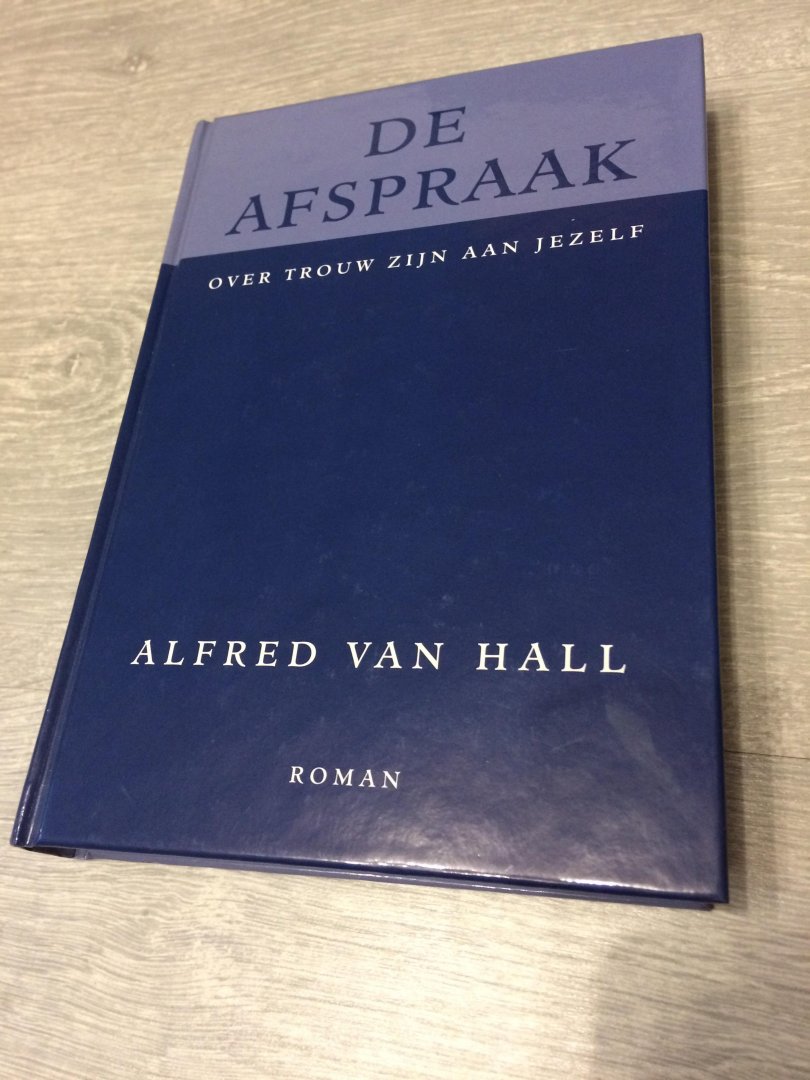 DE
AFSPRAAK
OVER TROUW ZIJN AAN JEZELF
ALFRED VAN HALL
ROMAN